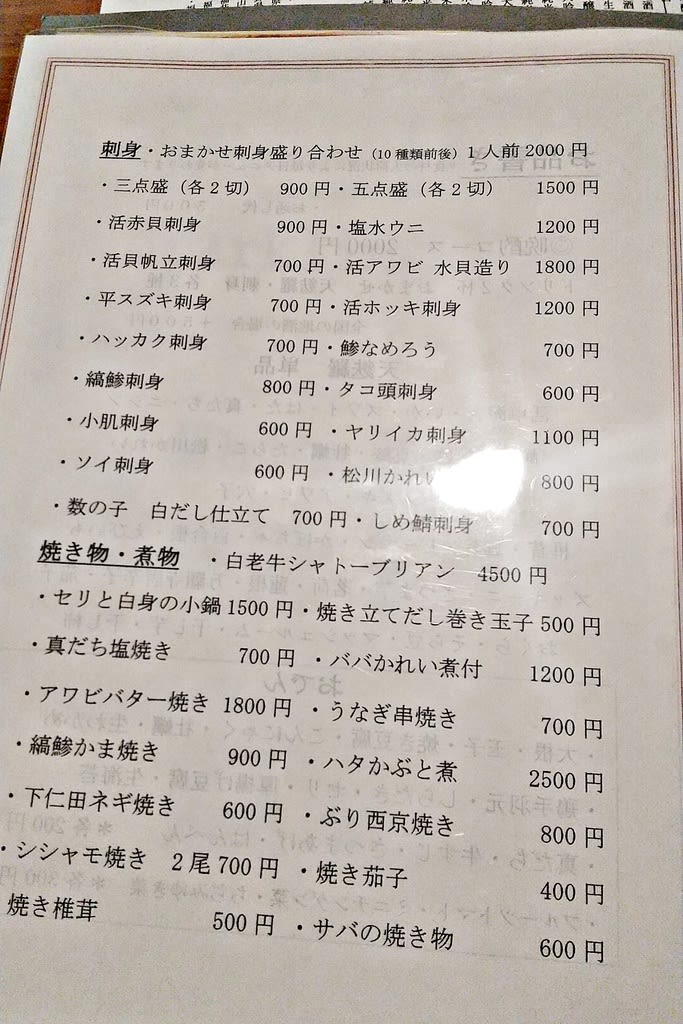 刺身・おまかせ刺身盛り合わせ（10種類前後）1人前2000円
・三点盛（各2切） 900円・五点盛（各2切） 1500円
・活赤貝刺身 900円・塩水ウニ 1200円
・活貝帆立刺身 700円・活アワビ 水貝造り 1800円
・平スズキ刺身 700円・活ホッキ刺身 1200円
・ハッカク刺身 700円・鯵なめろう 700円
・縞鯵刺身 800円・タコ頭刺身 600円
・小肌刺身 600円・ヤリイカ刺身 1100円
・ソイ刺身 600円・松川かれい 800円
・数の子 白だし仕立て 700円・しめ鯖刺身 700円
焼き物・煮物 ・白老牛シャトーブリアン 4500円
・セリと白身の小鍋1500円・焼き立てだし巻き玉子500円
・真だち塩焼き 700円・ババかれい煮付 1200円
・アワビバター焼き 1800円・うなぎ串焼き 700円
・縞鯵かま焼き 900円・ハタかぶと煮 2500円
・下仁田ネギ焼き 600円・ぶり西京焼き 800円
・シシャモ焼き 2尾700円・焼き茄子 400円
焼き椎茸 500円・サバの焼き物 600円